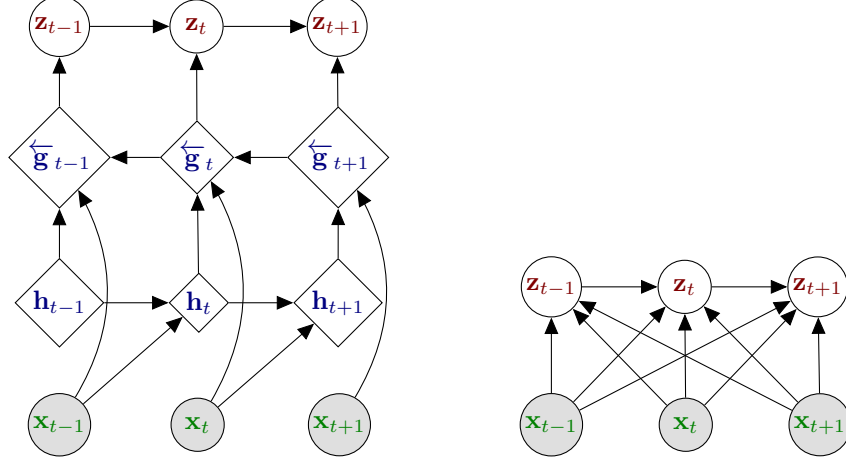 z_{t−1} z_t z_{t+1}
←g_{t−1} ←g_t ←g_{t+1}
h_{t−1} h_t h_{t+1}
x_{t−1} x_t x_{t+1}
z_{t−1} z_t z_{t+1}
x_{t−1} x_t x_{t+1}